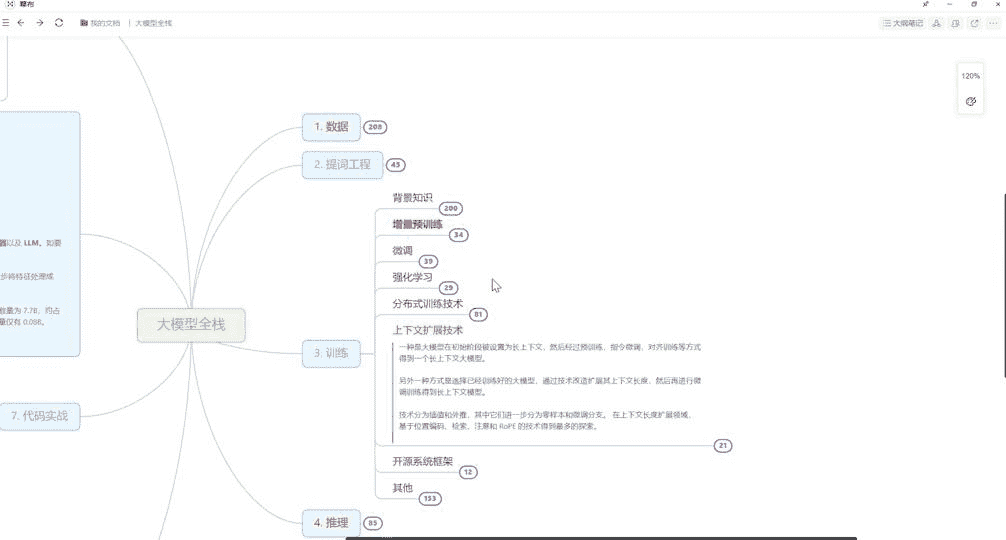 幕布
我的文档 | 大模型全栈
大纲笔记
120%
1. 数据 208
2. 提词工程 43
背景知识 200
增量预训练 34
微调 39
强化学习 29
分布式训练技术 81
上下文扩展技术
一种是大模型在初始阶段被设置为长上下文，然后经过预训练、指令微调、对齐训练等方式
得到一个长上下文大模型。
另外一种方式是选择已经训练好的大模型，通过技术改造扩展其上下文长度，然后再进行微
调训练得到长上下文模型。
技术分为插值和外推，其中它们进一步分为零样本和微调分支。 在上下文长度扩展领域，
基于位置编码、检索、注意和 RoPE 的技术得到最多的探索。
21
开源系统框架 12
其他 153
3. 训练
4. 推理 85
大模型全栈
7. 代码实战
器以及 LLM。如要
步将特征处理成
数量为 7.7B，约占
量仅有 0.08B。